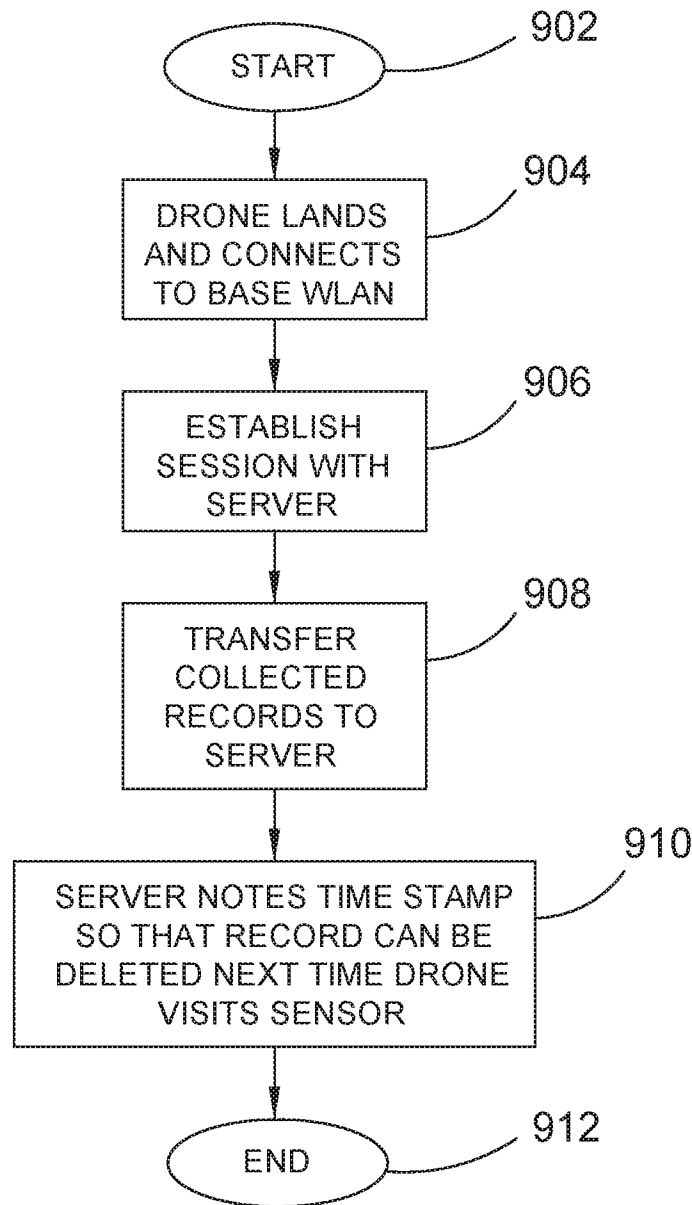 902
START
904
DRONE LANDS
AND CONNECTS
TO BASE WLAN
906
ESTABLISH
SESSION WITH
SERVER
908
TRANSFER
COLLECTED
RECORDS TO
SERVER
910
SERVER NOTES TIME STAMP
SO THAT RECORD CAN BE
DELETED NEXT TIME DRONE
VISITS SENSOR
912
END